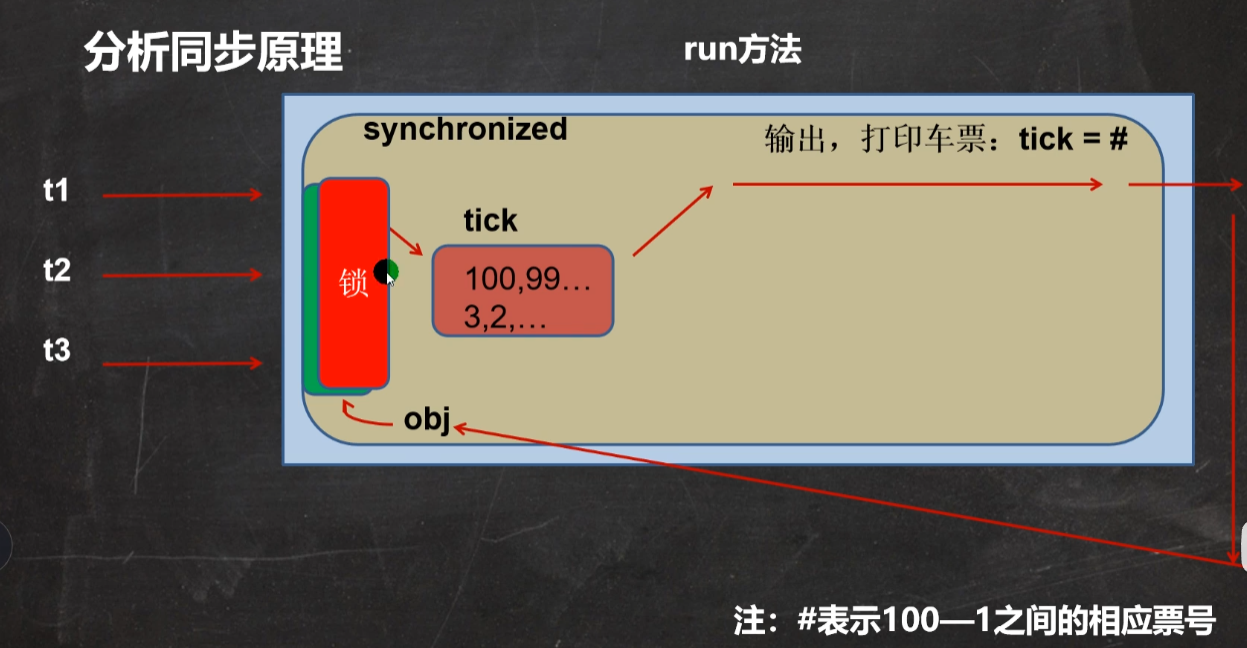 分析同步原理
run方法
synchronized
输出，打印车票：tick = #
t1
tick
t2
锁
100,99…
3,2,…
t3
obj
注：#表示100—1之间的相应票号